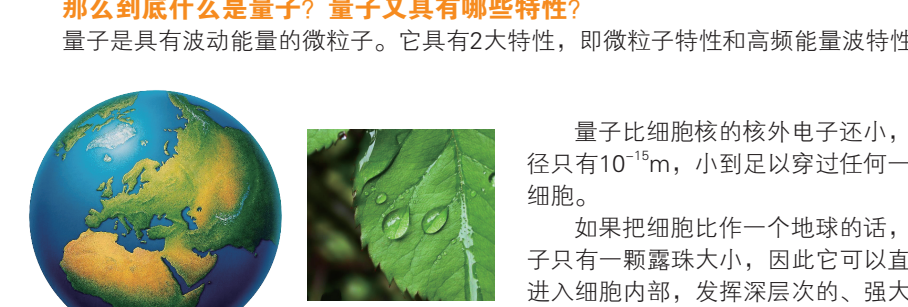 那么到底什么是量子？量子又具有哪些特性？
量子是具有波动能量的微粒子。它具有2大特性，即微粒子特性和高频能量波特性
量子比细胞核的核外电子还小，
径只有10⁻¹⁵m，小到足以穿过任何一
细胞。
如果把细胞比作一个地球的话，
子只有一颗露珠大小，因此它可以直
进入细胞内部，发挥深层次的、强大